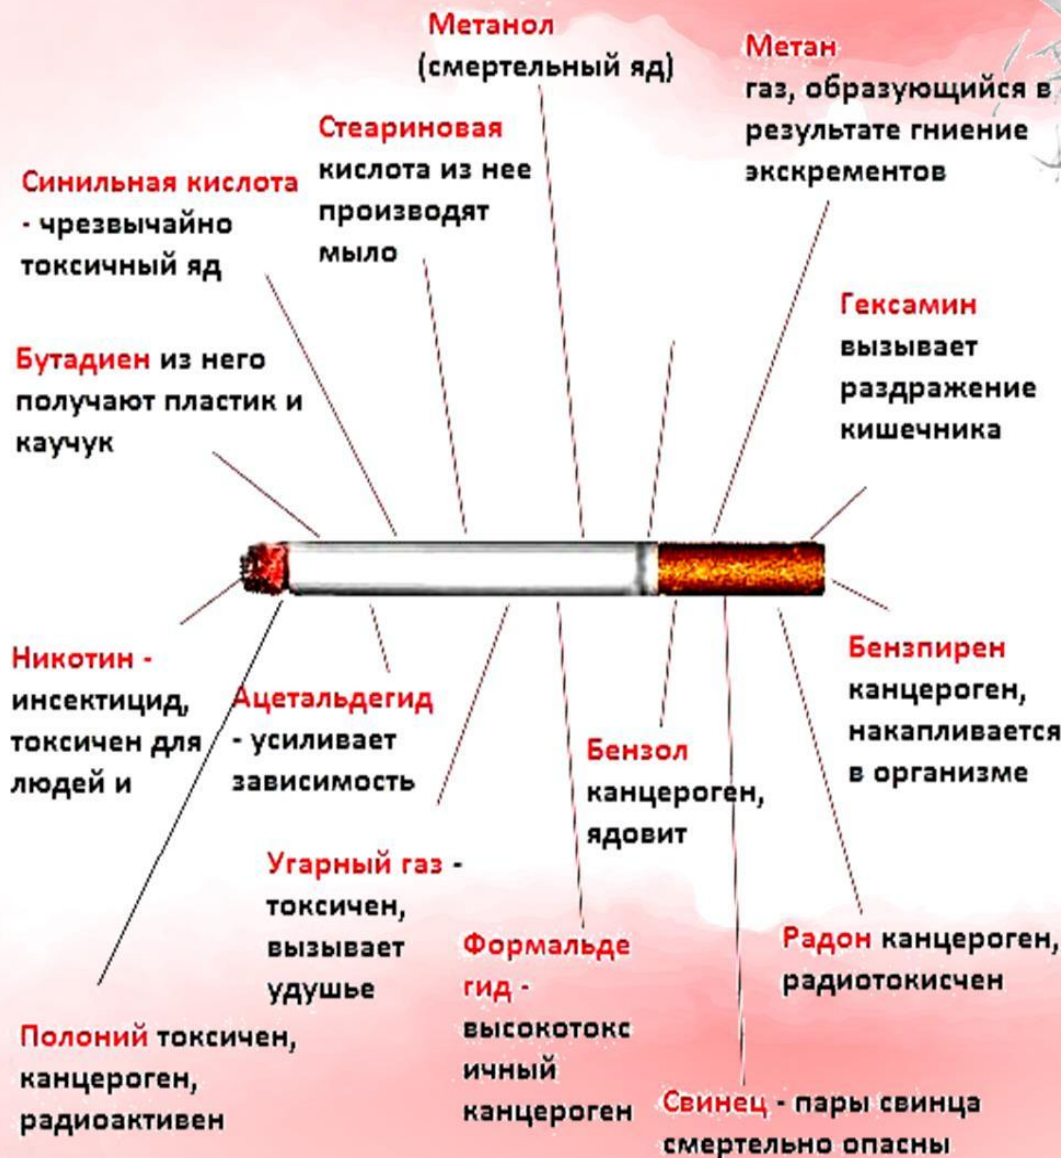 Метанол
(смертельный яд)
Метан
газ, образующийся в
результате гниение
экскрементов
Стеариновая
кислота из нее
производят
мыло
Синильная кислота
- чрезвычайно
токсичный яд
Гексамин
вызывает
раздражение
кишечника
Бутадиен из него
получают пластик и
каучук
Никотин -
инсектицид,
токсичен для
людей и
Ацетальдегид
- усиливает
зависимость
Бензол
канцероген,
ядовит
Бензпирен
канцероген,
накапливается
в организме
Угарный газ -
токсичен,
вызывает
удушье
Формальде
гид -
высокотокс
ичный
канцероген
Радон канцероген,
радиотокисчен
Полоний токсичен,
канцероген,
радиоактивен
Свинец - пары свинца
смертельно опасны